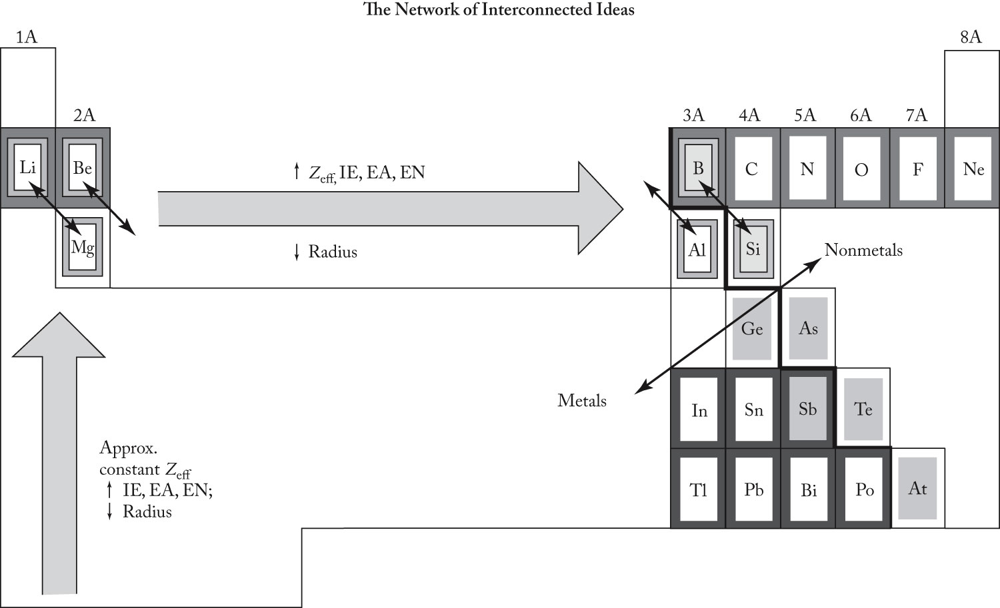 The Network of Interconnected Ideas
1A
8A
2A
3A
4A
5A
6A
7A
Li
Be
B
C
N
O
F
Ne
↑ Zeff, IE, EA, EN
↓ Radius
Mg
Al
Si
Nonmetals
Ge
As
Metals
In
Sn
Sb
Te
Approx.
constant Zeff
↑ IE, EA, EN;
↓ Radius
Tl
Pb
Bi
Po
At